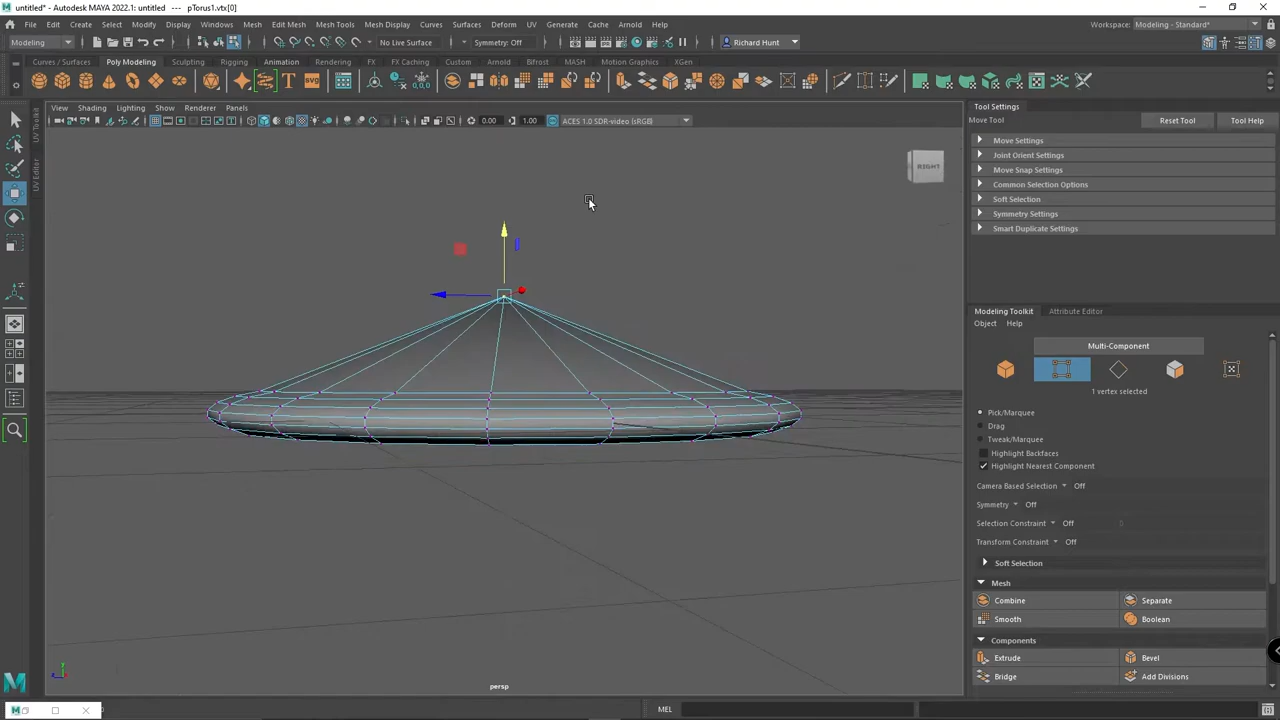 untitled* - Autodesk MAYA 2022.1: untitled --- pTorus1.vtx[0]
File Edit Create Select Modify Display Windows Mesh Edit Mesh Mesh Tools Mesh Display Curves Surfaces Deform UV Generate Cache Arnold Help
Workspace: Modeling - Standard*
Modeling
No Live Surface
Symmetry: Off
Richard Hunt
Curves / Surfaces Poly Modeling Sculpting Rigging Animation Rendering FX FX Caching Custom Arnold Bifrost MASH Motion Graphics XGen
SVG
View Shading Lighting Show Renderer Panels
0.00 1.00 ACES 1.0 SDR-video (sRGB)
UV Toolkit
UV Editor
RIGHT
persp
Tool Settings
Move Tool Reset Tool Tool Help
Move Settings
Joint Orient Settings
Move Snap Settings
Common Selection Options
Soft Selection
Symmetry Settings
Smart Duplicate Settings
Modeling Toolkit Attribute Editor
Object Help
Multi-Component
1 vertex selected
Pick/Marquee
Drag
Tweak/Marquee
Highlight Backfaces
Highlight Nearest Component
Camera Based Selection Off
Symmetry Off
Selection Constraint Off 0
Transform Constraint Off
Soft Selection
Mesh
Combine Separate
Smooth Boolean
Components
Extrude Bevel
Bridge Add Divisions
MEL